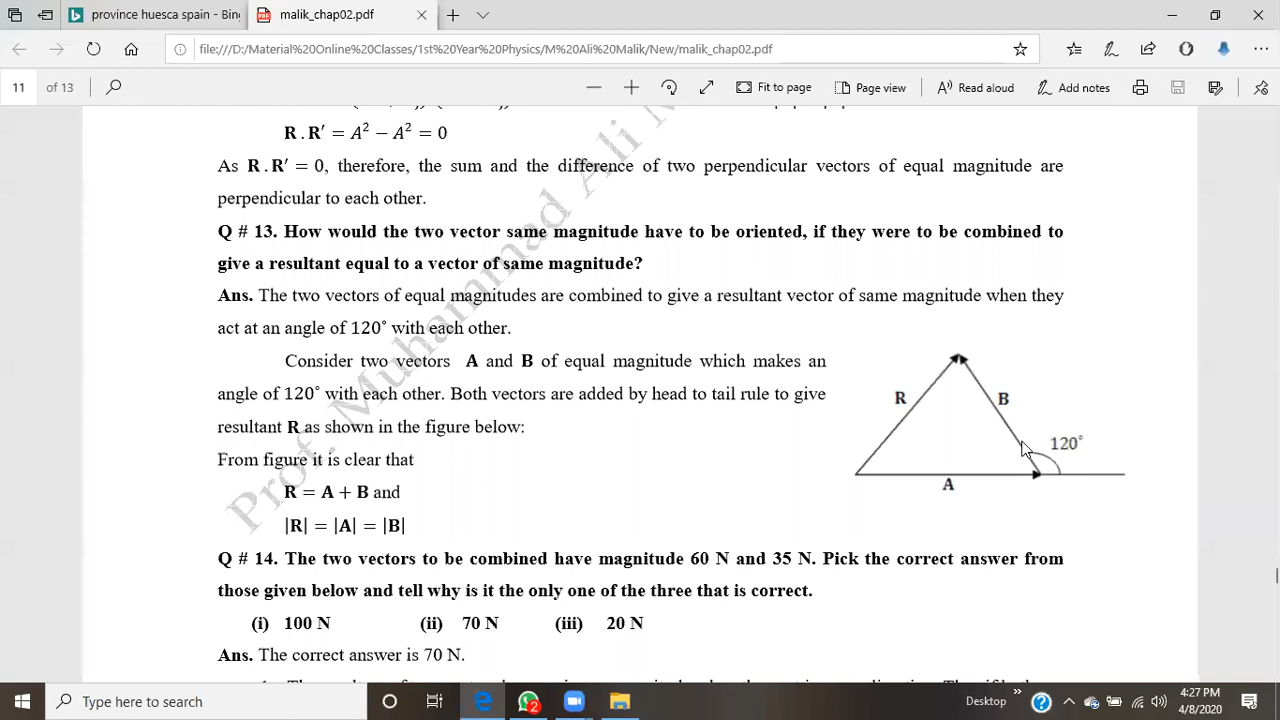 province huesca spain - Bing
malik_chap02.pdf
file:///D:/Material%20Online%20Classes/1st%20Year%20Physics/M%20Ali%20Malik/New/malik_chap02.pdf
11 of 13
Fit to page
Page view
Read aloud
Add notes
R . R′ = A² − A² = 0
As R . R′ = 0, therefore, the sum and the difference of two perpendicular vectors of equal magnitude are
perpendicular to each other.
Q # 13. How would the two vector same magnitude have to be oriented, if they were to be combined to
give a resultant equal to a vector of same magnitude?
Ans. The two vectors of equal magnitudes are combined to give a resultant vector of same magnitude when they
act at an angle of 120˚ with each other.
Consider two vectors A and B of equal magnitude which makes an
angle of 120˚ with each other. Both vectors are added by head to tail rule to give
resultant R as shown in the figure below:
From figure it is clear that
R = A + B and
|R| = |A| = |B|
R
B
120˚
A
Q # 14. The two vectors to be combined have magnitude 60 N and 35 N. Pick the correct answer from
those given below and tell why is it the only one of the three that is correct.
(i) 100 N (ii) 70 N (iii) 20 N
Ans. The correct answer is 70 N.
Prof. Muhammad Ali
Type here to search
2
Desktop
4:27 PM
4/8/2020